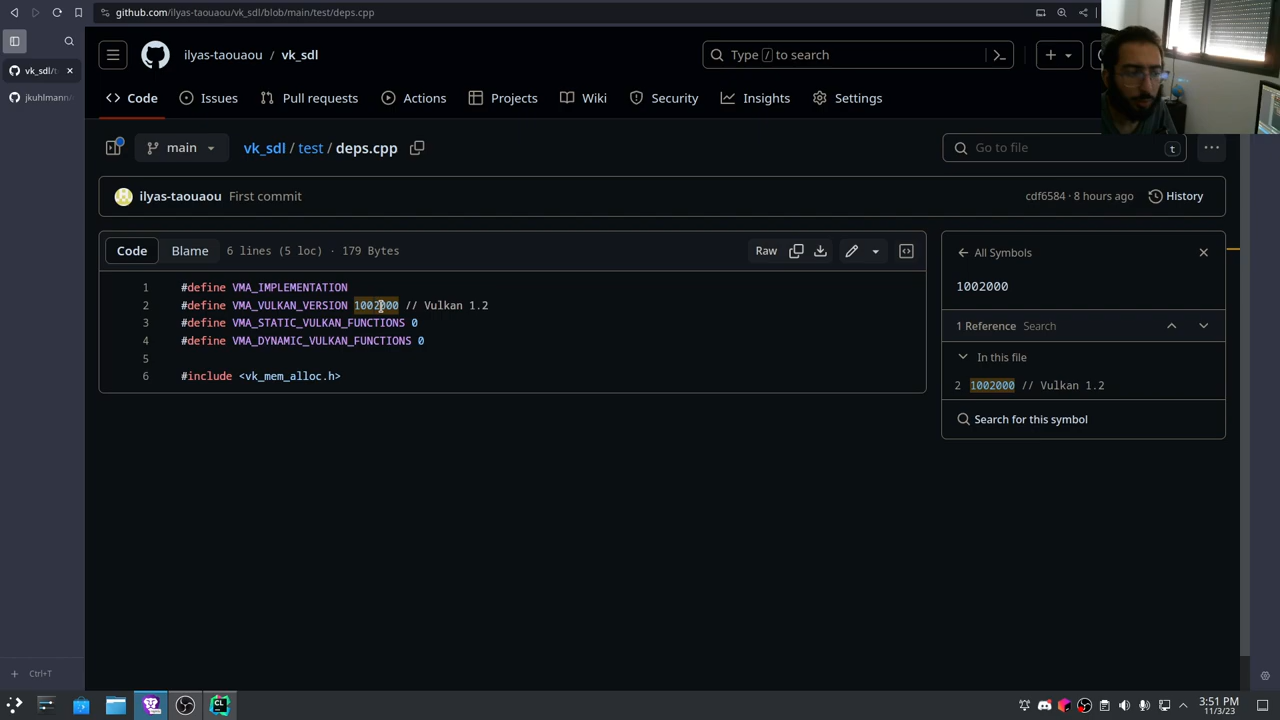 github.com/ilyas-taouaou/vk_sdl/blob/main/test/deps.cpp
vk_sdl/t
jkuhlmann/
ilyas-taouaou / vk_sdl
Type / to search
Code
Issues
Pull requests
Actions
Projects
Wiki
Security
Insights
Settings
main
vk_sdl / test / deps.cpp
Go to file
t
ilyas-taouaou First commit
cdf6584 · 8 hours ago
History
Code
Blame
6 lines (5 loc) · 179 Bytes
Raw
1 #define VMA_IMPLEMENTATION
2 #define VMA_VULKAN_VERSION 1002000 // Vulkan 1.2
3 #define VMA_STATIC_VULKAN_FUNCTIONS 0
4 #define VMA_DYNAMIC_VULKAN_FUNCTIONS 0
5
6 #include <vk_mem_alloc.h>
All Symbols
1002000
1 Reference Search
In this file
2 1002000 // Vulkan 1.2
Search for this symbol
Ctrl+T
CL
3:51 PM
11/3/23